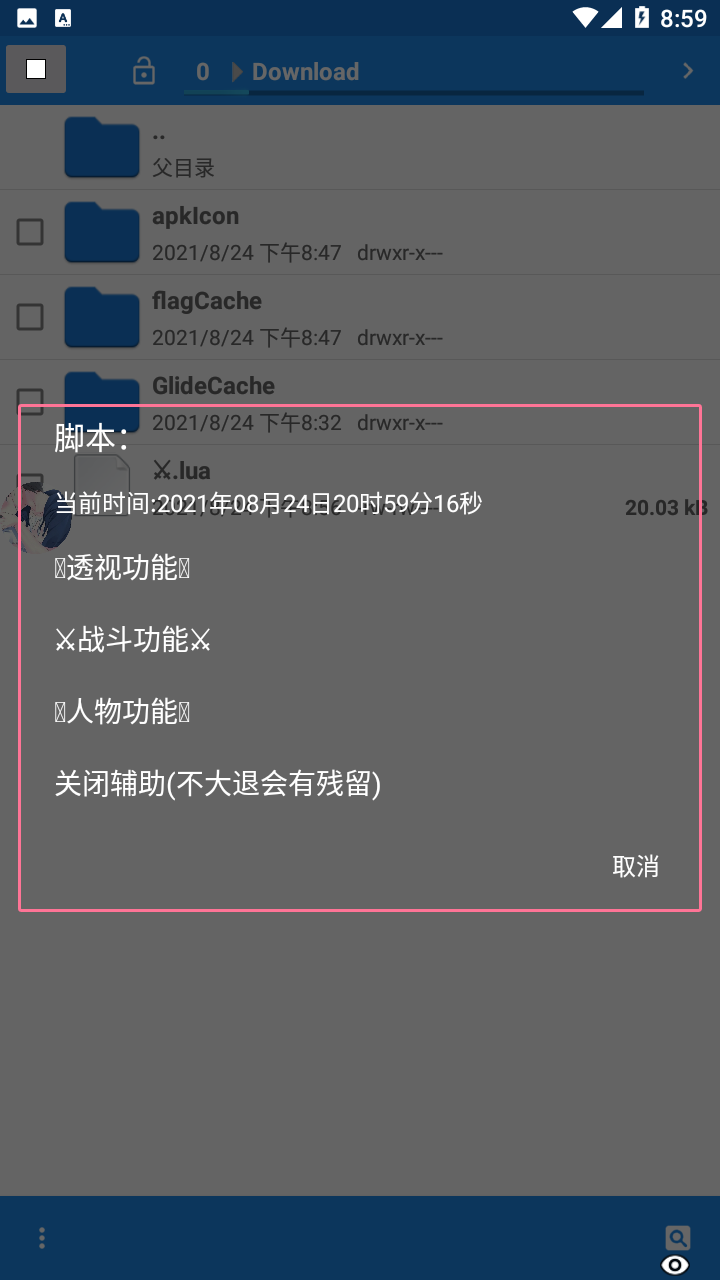 8:59
0
Download
..
父目录
apkIcon
2021/8/24 下午8:47 drwxr-x---
flagCache
2021/8/24 下午8:47 drwxr-x---
GlideCache
2021/8/24 下午8:32 drwxr-x---
脚本:
⚔.lua
当前时间:2021年08月24日20时59分16秒
20.03 kB
透视功能
⚔战斗功能⚔
人物功能
关闭辅助(不大退会有残留)
取消